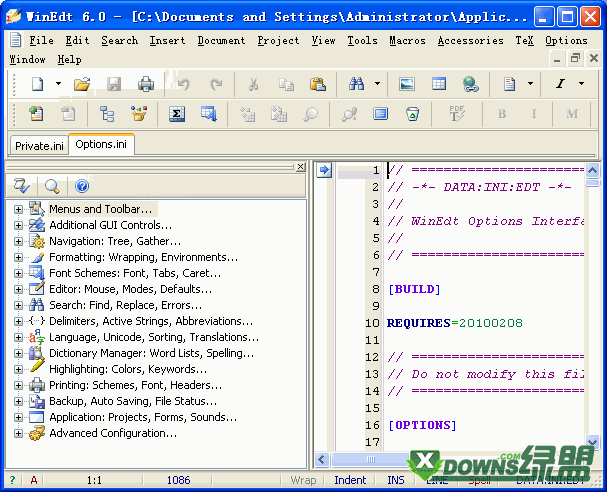 WinEdt 6.0 - [C:\Documents and Settings\Administrator\Applic...
File Edit Search Insert Document Project View Tools Macros Accessories TeX Options
Window Help
PDF
B I M
Private.ini Options.ini
Menus and Toolbar...
Additional GUI Controls...
Navigation: Tree, Gather...
Formatting: Wrapping, Environments...
Font Schemes: Font, Tabs, Caret...
Editor: Mouse, Modes, Defaults...
Search: Find, Replace, Errors...
Delimiters, Active Strings, Abbreviations...
Language, Unicode, Sorting, Translations...
Dictionary Manager: Word Lists, Spelling...
Highlighting: Colors, Keywords...
Printing: Schemes, Font, Headers...
Backup, Auto Saving, File Status...
Application: Projects, Forms, Sounds...
Advanced Configuration...
1 // =======================
2 // -*- DATA:INI:EDT -*-
3 //
4 // WinEdt Options Interfa
5 //
6 // =======================
7
8 [BUILD]
9
10 REQUIRES=20100208
11
12 // =======================
13 // Do not modify this fil
14 // =======================
15
16 [OPTIONS]
17
XDOWNS.COM 绿盟
? A 1:1 1086 Wrap Indent INS LINE Spell DATA:INI:EDT